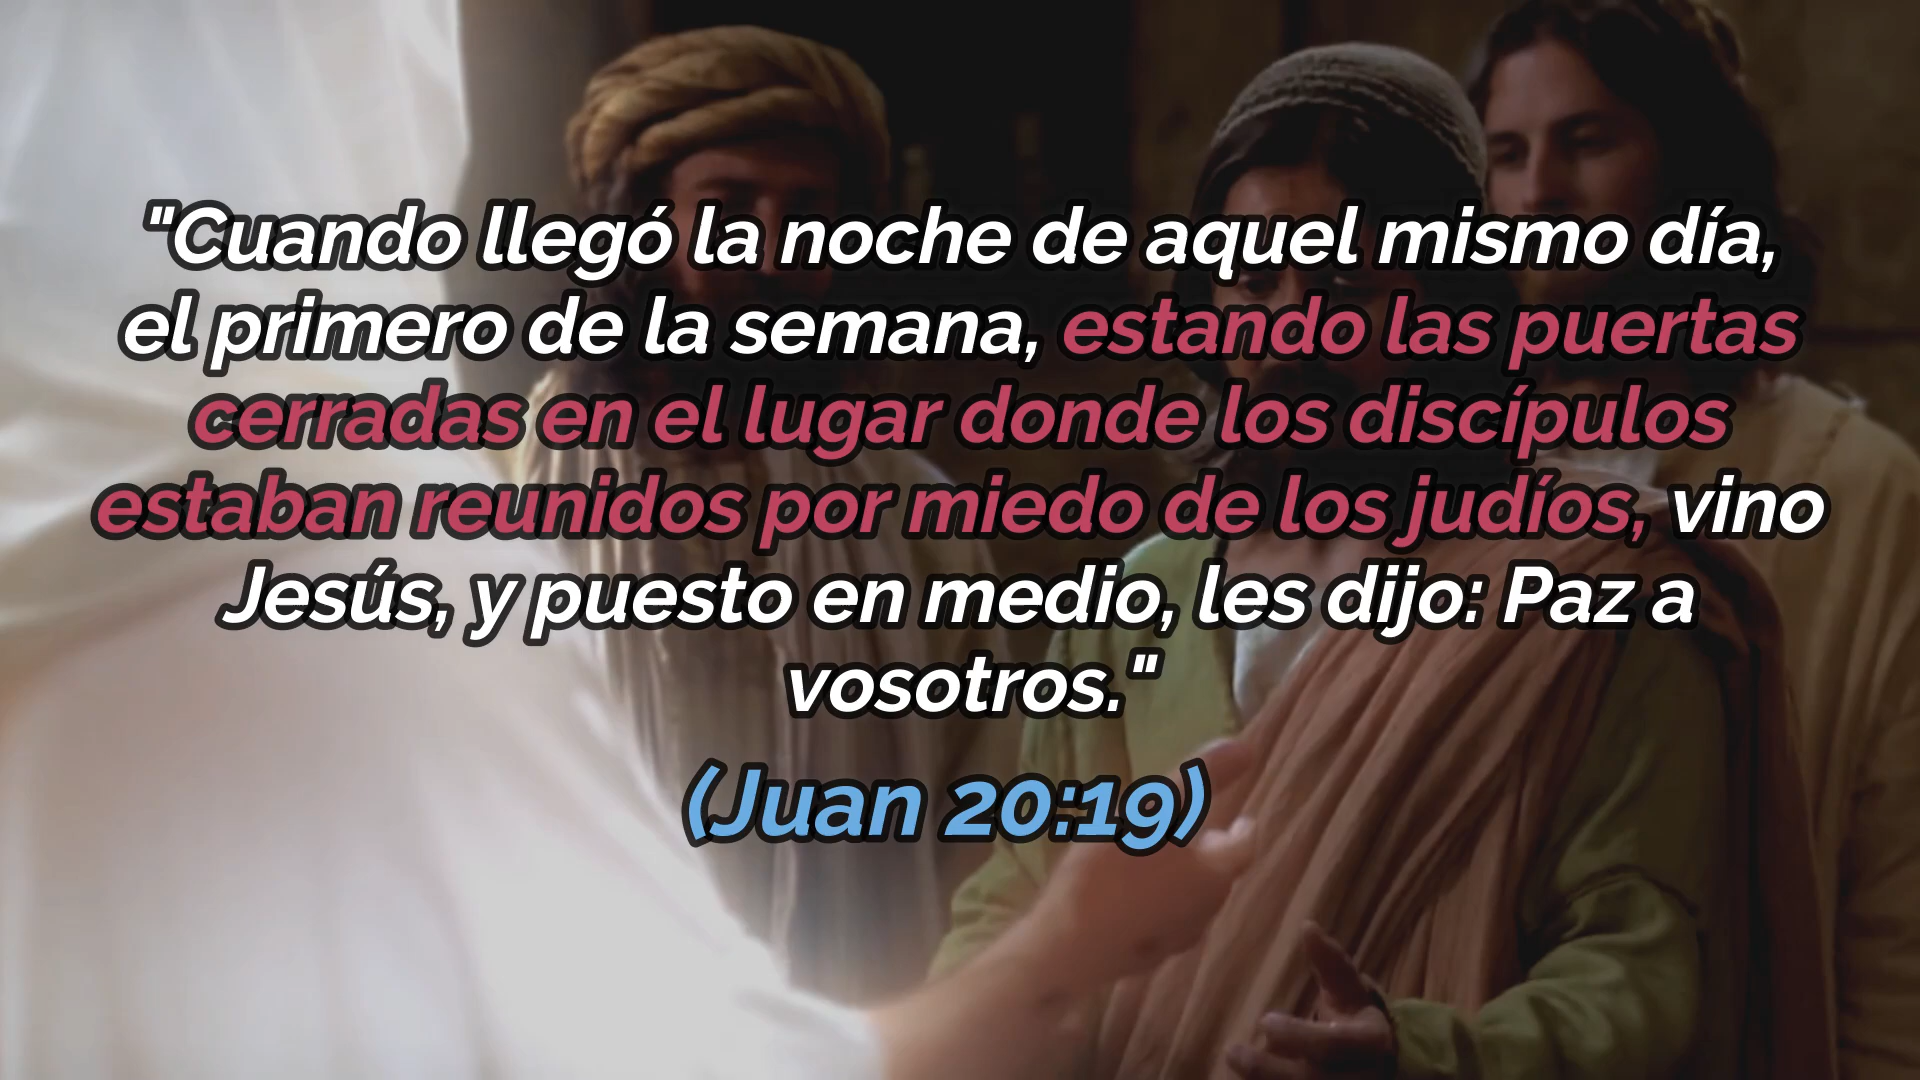 "Cuando llegó la noche de aquel mismo día,
el primero de la semana, estando las puertas
cerradas en el lugar donde los discípulos
estaban reunidos por miedo de los judíos, vino
Jesús, y puesto en medio, les dijo: Paz a
vosotros."
(Juan 20:19)